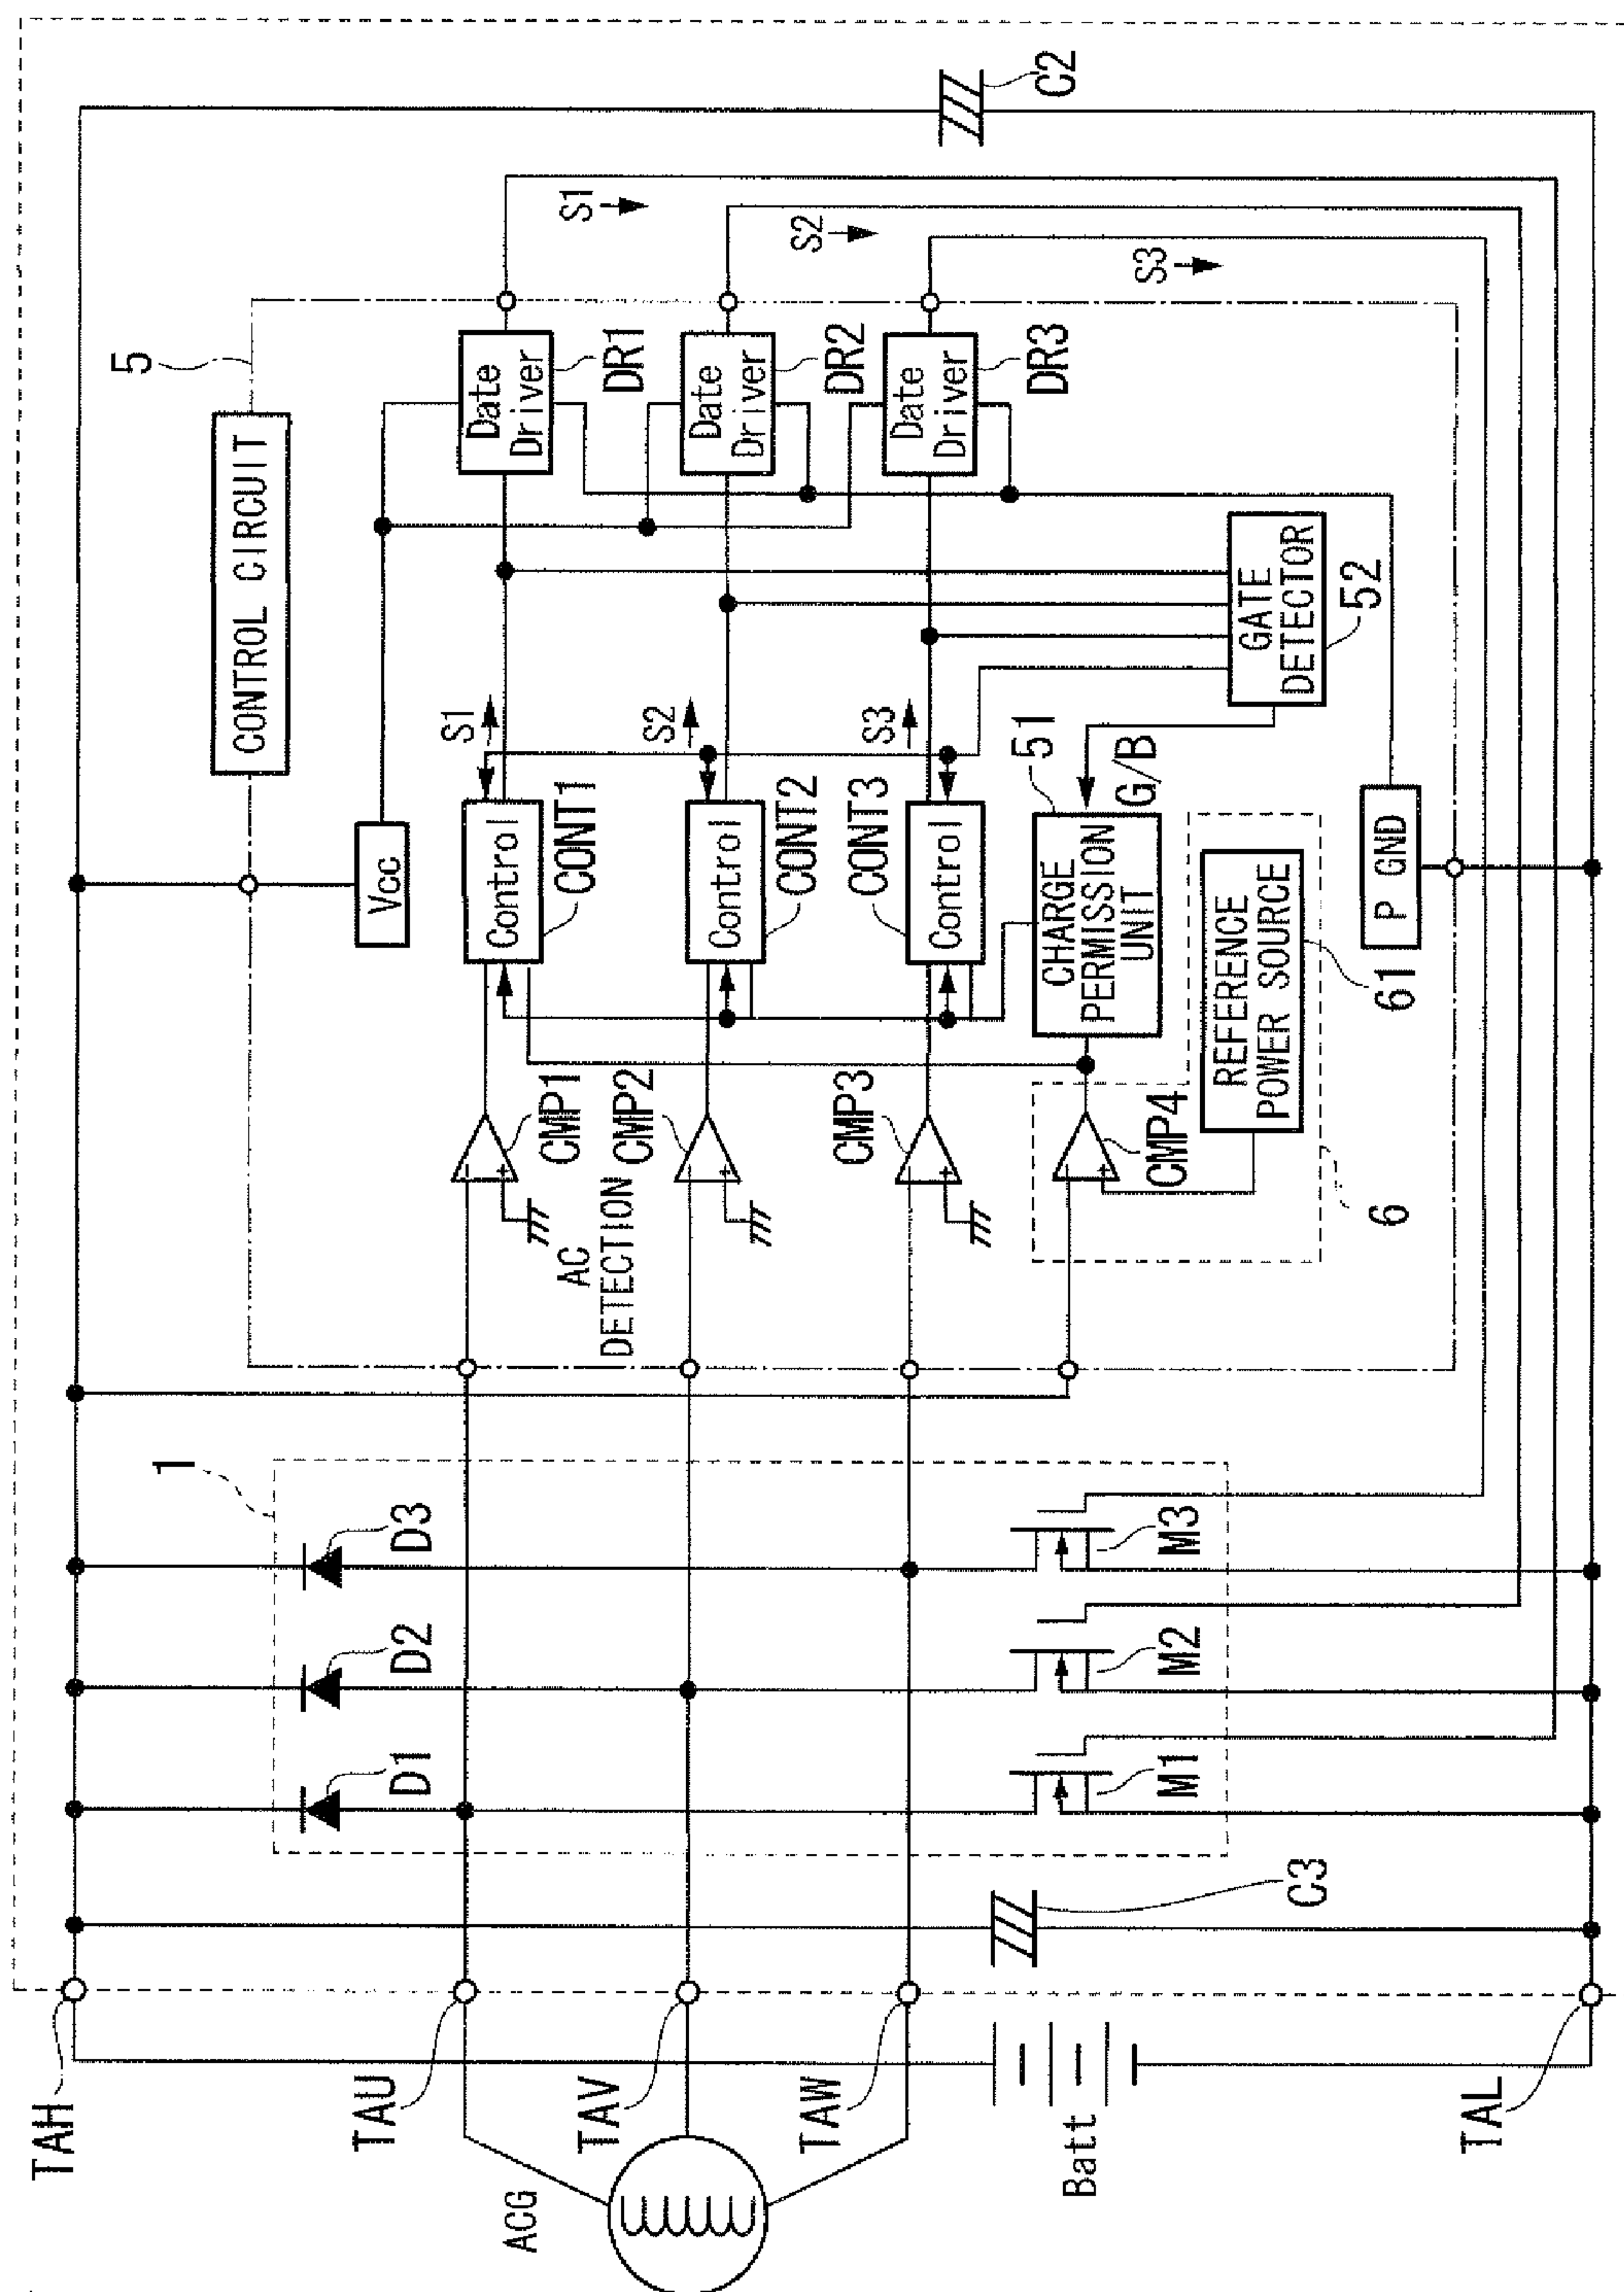 TAH
TAU
TAV
TAW
TAL
ACG
Batt
C3
1
D1
D2
D3
M1
M2
M3
5
CONTROL CIRCUIT
Vcc
AC
DETECTION
CMP1
CMP2
CMP3
CMP4
-
+
-
+
-
+
-
+
6
REFERENCE
POWER SOURCE
61
Control
CONT1
Control
CONT2
Control
CONT3
S1
S2
S3
CHARGE
PERMISSION
UNIT
51
G/B
GATE
DETECTOR
52
P GND
Date
Driver
DR1
Date
Driver
DR2
Date
Driver
DR3
S1
S2
S3
C2